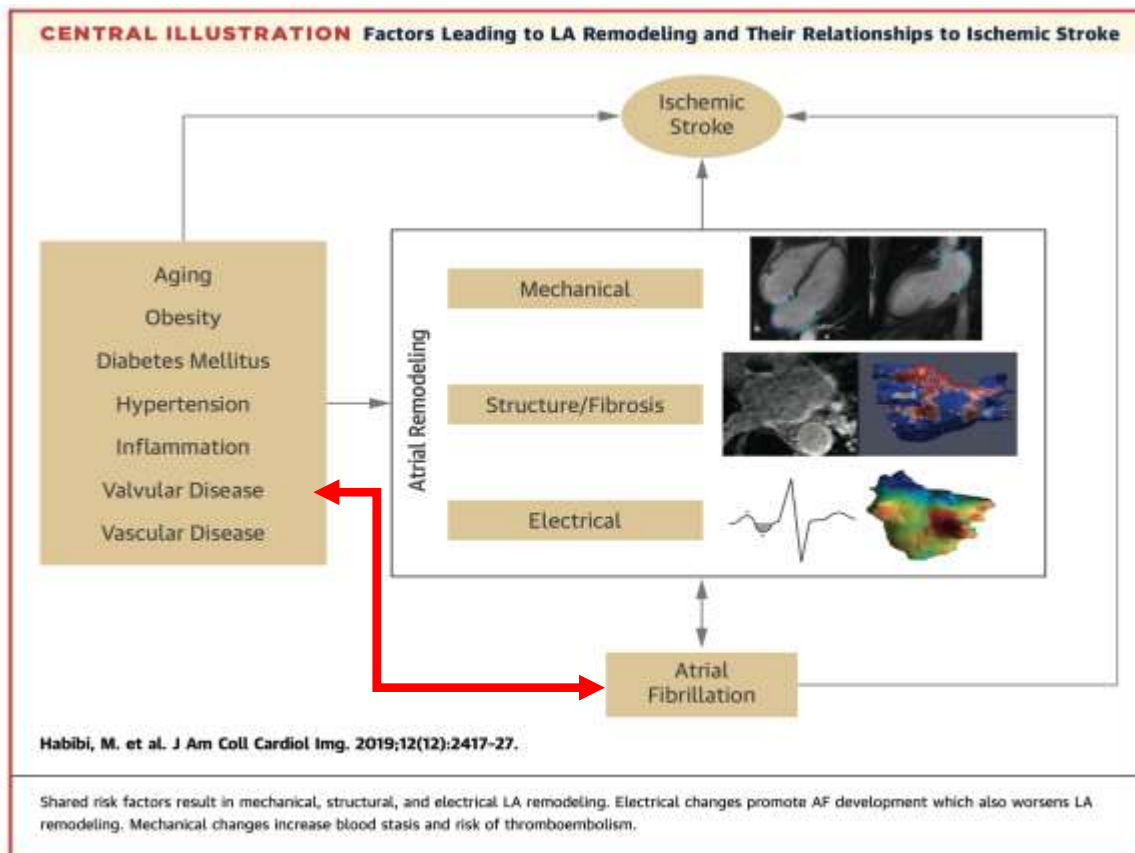 CENTRAL ILLUSTRATION Factors Leading to LA Remodeling and Their Relationships to Ischemic Stroke
Ischemic
Stroke
Aging
Obesity
Diabetes Mellitus
Hypertension
Inflammation
Valvular Disease
Vascular Disease
Atrial Remodeling
Mechanical
Structure/Fibrosis
Electrical
Atrial
Fibrillation
Habibi, M. et al. J Am Coll Cardiol Img. 2019;12(12):2417-27.
Shared risk factors result in mechanical, structural, and electrical LA remodeling. Electrical changes promote AF development which also worsens LA
remodeling. Mechanical changes increase blood stasis and risk of thromboembolism.